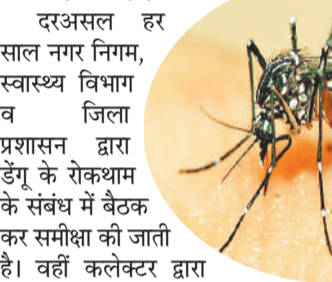 दरअसल हर
साल नगर निगम,
स्वास्थ्य विभाग
व जिला
प्रशासन द्वारा
डेंगू के रोकथाम
के संबंध में बैठक
कर समीक्षा की जाती
है। वहीं कलेक्टर द्वारा